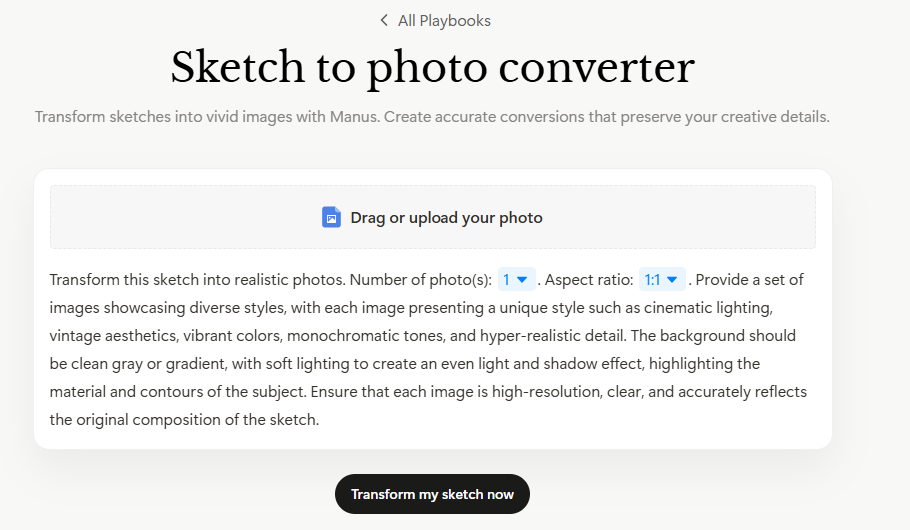 All Playbooks
Sketch to photo converter
Transform sketches into vivid images with Manus. Create accurate conversions that preserve your creative details.
Drag or upload your photo
Transform this sketch into realistic photos. Number of photo(s): 1 . Aspect ratio: 1:1 . Provide a set of
images showcasing diverse styles, with each image presenting a unique style such as cinematic lighting,
vintage aesthetics, vibrant colors, monochromatic tones, and hyper-realistic detail. The background should
be clean gray or gradient, with soft lighting to create an even light and shadow effect, highlighting the
material and contours of the subject. Ensure that each image is high-resolution, clear, and accurately reflects
the original composition of the sketch.
Transform my sketch now